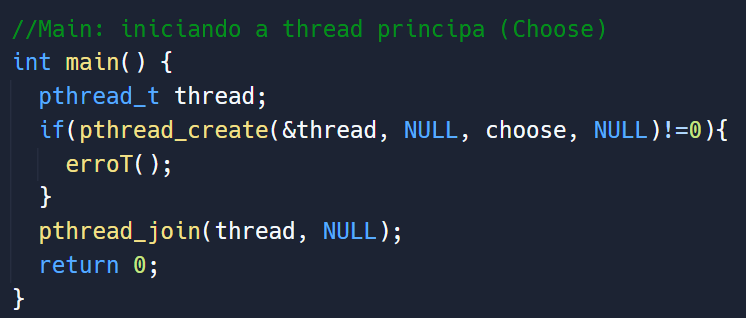 //Main: iniciando a thread principa (Choose)
int main() {
  pthread_t thread;
  if(pthread_create(&thread, NULL, choose, NULL)!=0){
    erroT();
  }
  pthread_join(thread, NULL);
  return 0;
}